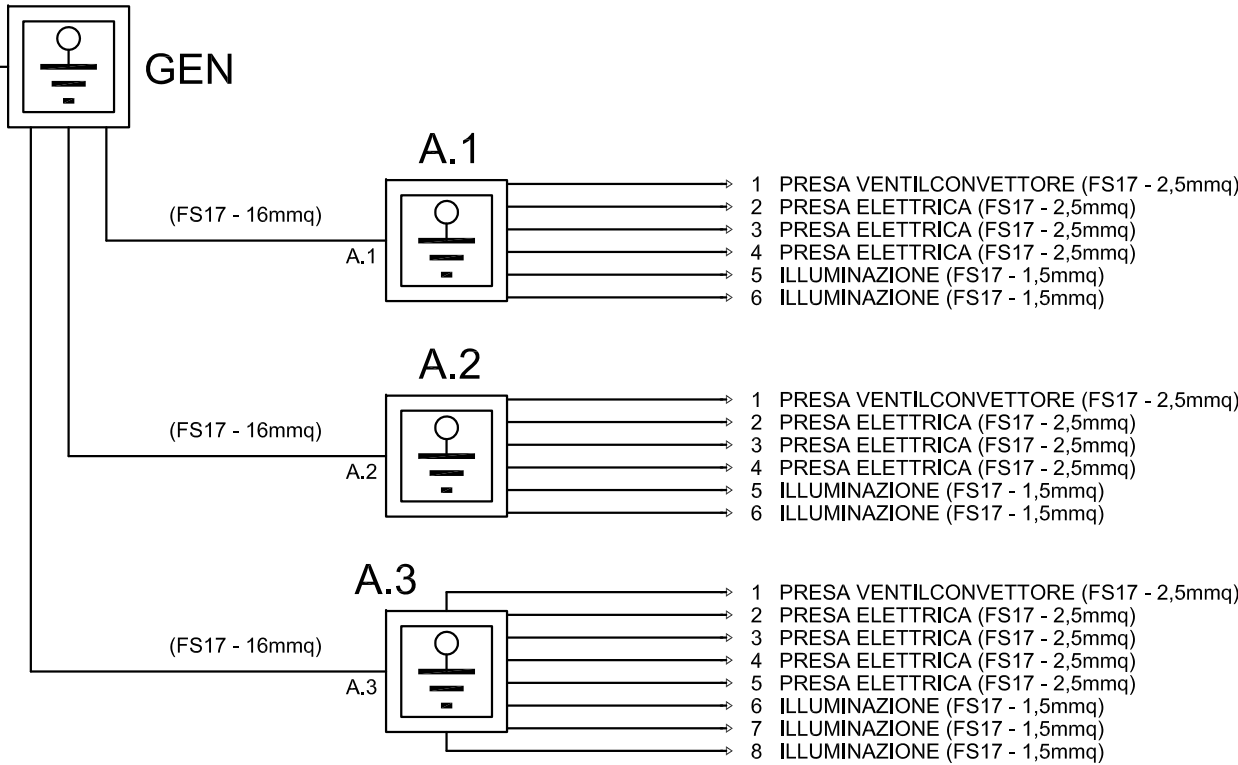 GEN
A.1
(FS17 - 16mmq)
A.1
1 PRESA VENTILCONVETTORE (FS17 - 2,5mmq)
2 PRESA ELETTRICA (FS17 - 2,5mmq)
3 PRESA ELETTRICA (FS17 - 2,5mmq)
4 PRESA ELETTRICA (FS17 - 2,5mmq)
5 ILLUMINAZIONE (FS17 - 1,5mmq)
6 ILLUMINAZIONE (FS17 - 1,5mmq)
A.2
(FS17 - 16mmq)
A.2
1 PRESA VENTILCONVETTORE (FS17 - 2,5mmq)
2 PRESA ELETTRICA (FS17 - 2,5mmq)
3 PRESA ELETTRICA (FS17 - 2,5mmq)
4 PRESA ELETTRICA (FS17 - 2,5mmq)
5 ILLUMINAZIONE (FS17 - 1,5mmq)
6 ILLUMINAZIONE (FS17 - 1,5mmq)
A.3
(FS17 - 16mmq)
A.3
1 PRESA VENTILCONVETTORE (FS17 - 2,5mmq)
2 PRESA ELETTRICA (FS17 - 2,5mmq)
3 PRESA ELETTRICA (FS17 - 2,5mmq)
4 PRESA ELETTRICA (FS17 - 2,5mmq)
5 PRESA ELETTRICA (FS17 - 2,5mmq)
6 ILLUMINAZIONE (FS17 - 1,5mmq)
7 ILLUMINAZIONE (FS17 - 1,5mmq)
8 ILLUMINAZIONE (FS17 - 1,5mmq)